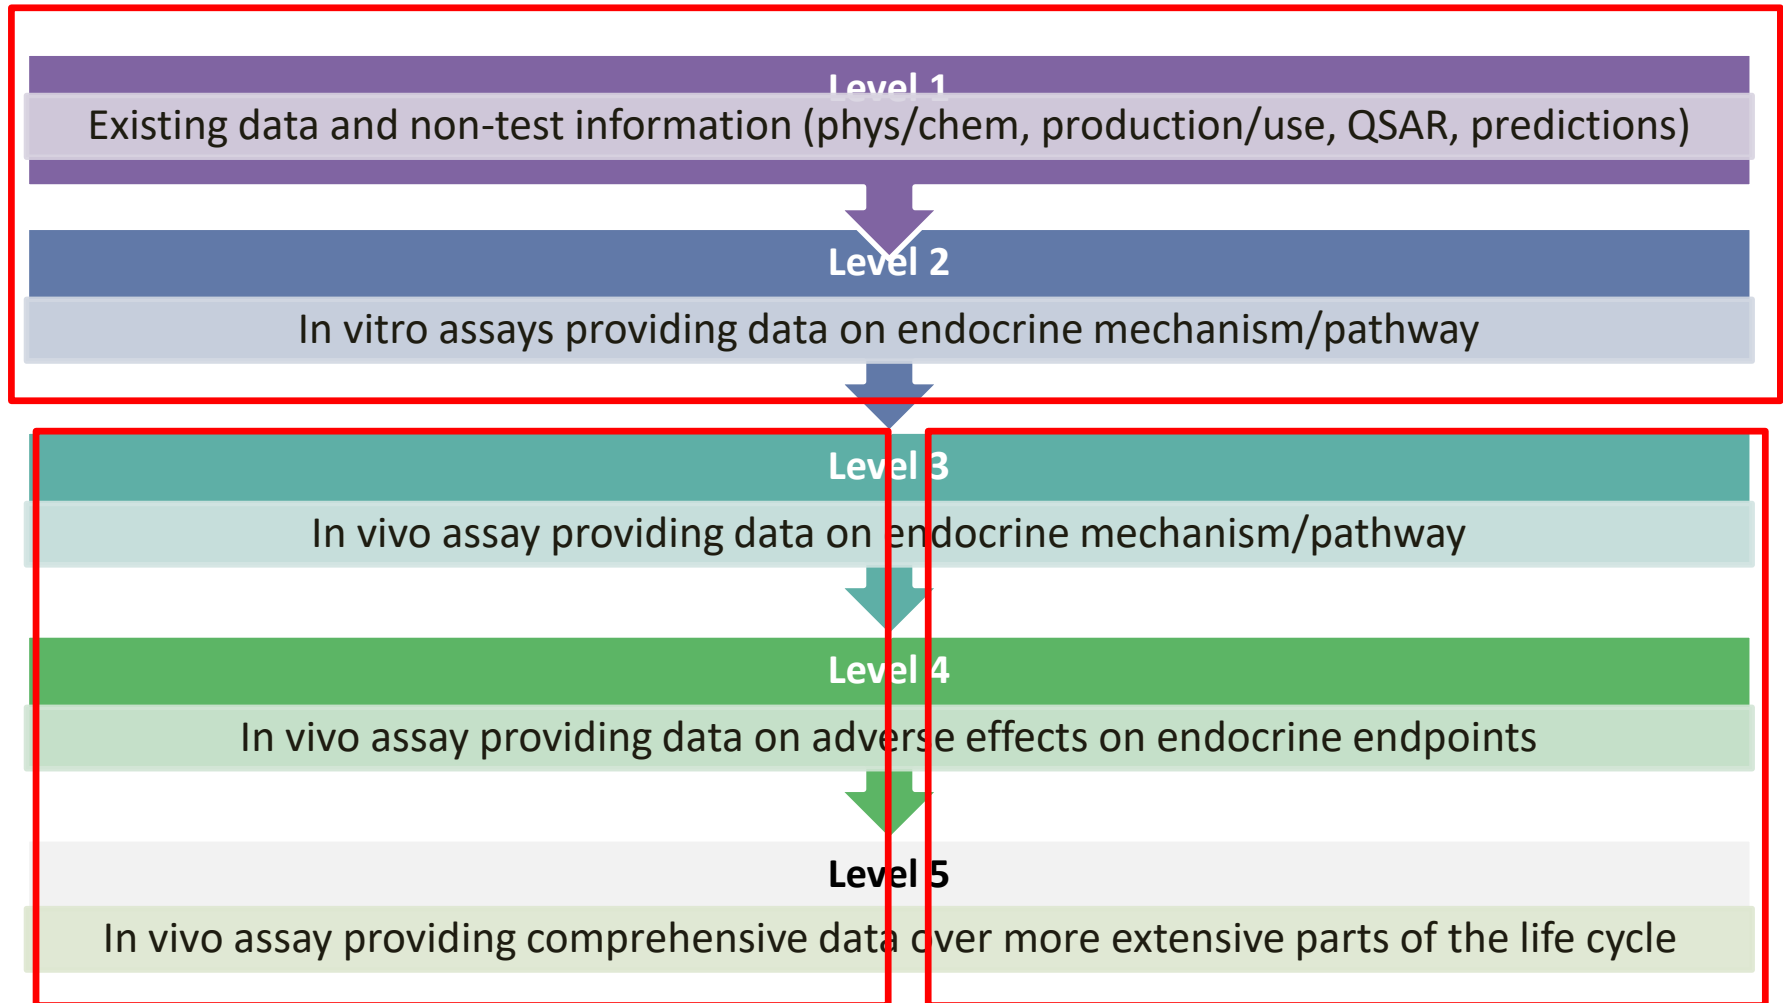 Level 1
Existing data and non-test information (phys/chem, production/use, QSAR, predictions)
Level 2
In vitro assays providing data on endocrine mechanism/pathway
Level 3
In vivo assay providing data on endocrine mechanism/pathway
Level 4
In vivo assay providing data on adverse effects on endocrine endpoints
Level 5
In vivo assay providing comprehensive data over more extensive parts of the life cycle